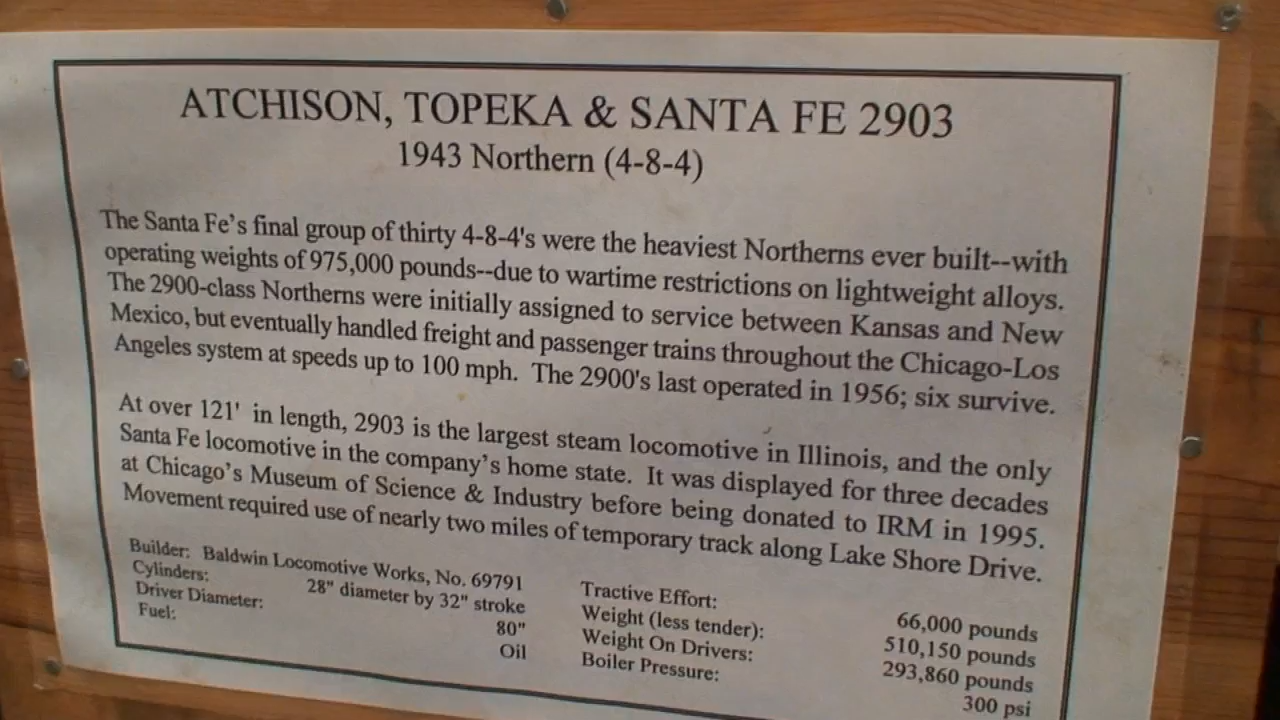 ATCHISON, TOPEKA & SANTA FE 2903
1943 Northern (4-8-4)
The Santa Fe's final group of thirty 4-8-4's were the heaviest Northerns ever built--with
operating weights of 975,000 pounds--due to wartime restrictions on lightweight alloys.
The 2900-class Northerns were initially assigned to service between Kansas and New
Mexico, but eventually handled freight and passenger trains throughout the Chicago-Los
Angeles system at speeds up to 100 mph.  The 2900's last operated in 1956; six survive.
At over 121' in length, 2903 is the largest steam locomotive in Illinois, and the only
Santa Fe locomotive in the company's home state.  It was displayed for three decades
at Chicago's Museum of Science & Industry before being donated to IRM in 1995.
Movement required use of nearly two miles of temporary track along Lake Shore Drive.
Builder: Baldwin Locomotive Works, No. 69791
Cylinders: 28" diameter by 32" stroke
Driver Diameter: 80"
Fuel: Oil
Tractive Effort: 66,000 pounds
Weight (less tender): 510,150 pounds
Weight On Drivers: 293,860 pounds
Boiler Pressure: 300 psi